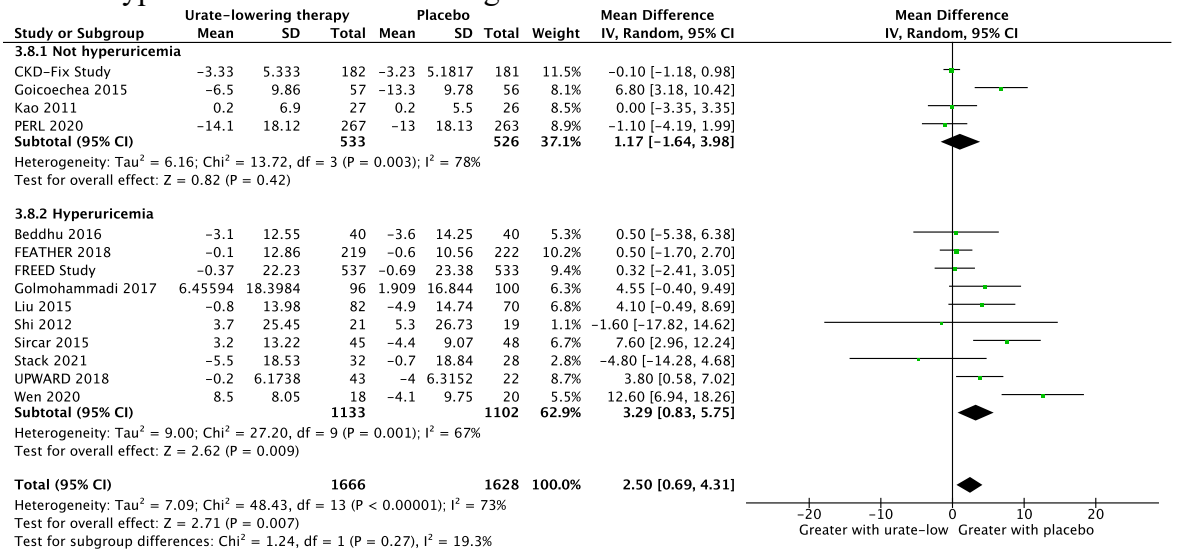 Urate-lowering therapy Placebo Mean Difference Mean Difference
Study or Subgroup Mean SD Total Mean SD Total Weight IV, Random, 95% CI IV, Random, 95% CI
3.8.1 Not hyperuricemia
CKD-Fix Study -3.33 5.333 182 -3.23 5.1817 181 11.5% -0.10 [-1.18, 0.98]
Goicoechea 2015 -6.5 9.86 57 -13.3 9.78 56 8.1% 6.80 [3.18, 10.42]
Kao 2011 0.2 6.9 27 0.2 5.5 26 8.5% 0.00 [-3.35, 3.35]
PERL 2020 -14.1 18.12 267 -13 18.13 263 8.9% -1.10 [-4.19, 1.99]
Subtotal (95% CI) 533 526 37.1% 1.17 [-1.64, 3.98]
Heterogeneity: Tau² = 6.16; Chi² = 13.72, df = 3 (P = 0.003); I² = 78%
Test for overall effect: Z = 0.82 (P = 0.42)
3.8.2 Hyperuricemia
Beddhu 2016 -3.1 12.55 40 -3.6 14.25 40 5.3% 0.50 [-5.38, 6.38]
FEATHER 2018 -0.1 12.86 219 -0.6 10.56 222 10.2% 0.50 [-1.70, 2.70]
FREED Study -0.37 22.23 537 -0.69 23.38 533 9.4% 0.32 [-2.41, 3.05]
Golmohammadi 2017 6.45594 18.3984 96 1.909 16.844 100 6.3% 4.55 [-0.40, 9.49]
Liu 2015 -0.8 13.98 82 -4.9 14.74 70 6.8% 4.10 [-0.49, 8.69]
Shi 2012 3.7 25.45 21 5.3 26.73 19 1.1% -1.60 [-17.82, 14.62]
Sircar 2015 3.2 13.22 45 -4.4 9.07 48 6.7% 7.60 [2.96, 12.24]
Stack 2021 -5.5 18.53 32 -0.7 18.84 28 2.8% -4.80 [-14.28, 4.68]
UPWARD 2018 -0.2 6.1738 43 -4 6.3152 22 8.7% 3.80 [0.58, 7.02]
Wen 2020 8.5 8.05 18 -4.1 9.75 20 5.5% 12.60 [6.94, 18.26]
Subtotal (95% CI) 1133 1102 62.9% 3.29 [0.83, 5.75]
Heterogeneity: Tau² = 9.00; Chi² = 27.20, df = 9 (P = 0.001); I² = 67%
Test for overall effect: Z = 2.62 (P = 0.009)
Total (95% CI) 1666 1628 100.0% 2.50 [0.69, 4.31]
Heterogeneity: Tau² = 7.09; Chi² = 48.43, df = 13 (P < 0.00001); I² = 73%
Test for overall effect: Z = 2.71 (P = 0.007)
Test for subgroup differences: Chi² = 1.24, df = 1 (P = 0.27), I² = 19.3%
-20 -10 0 10 20
Greater with urate-low Greater with placebo